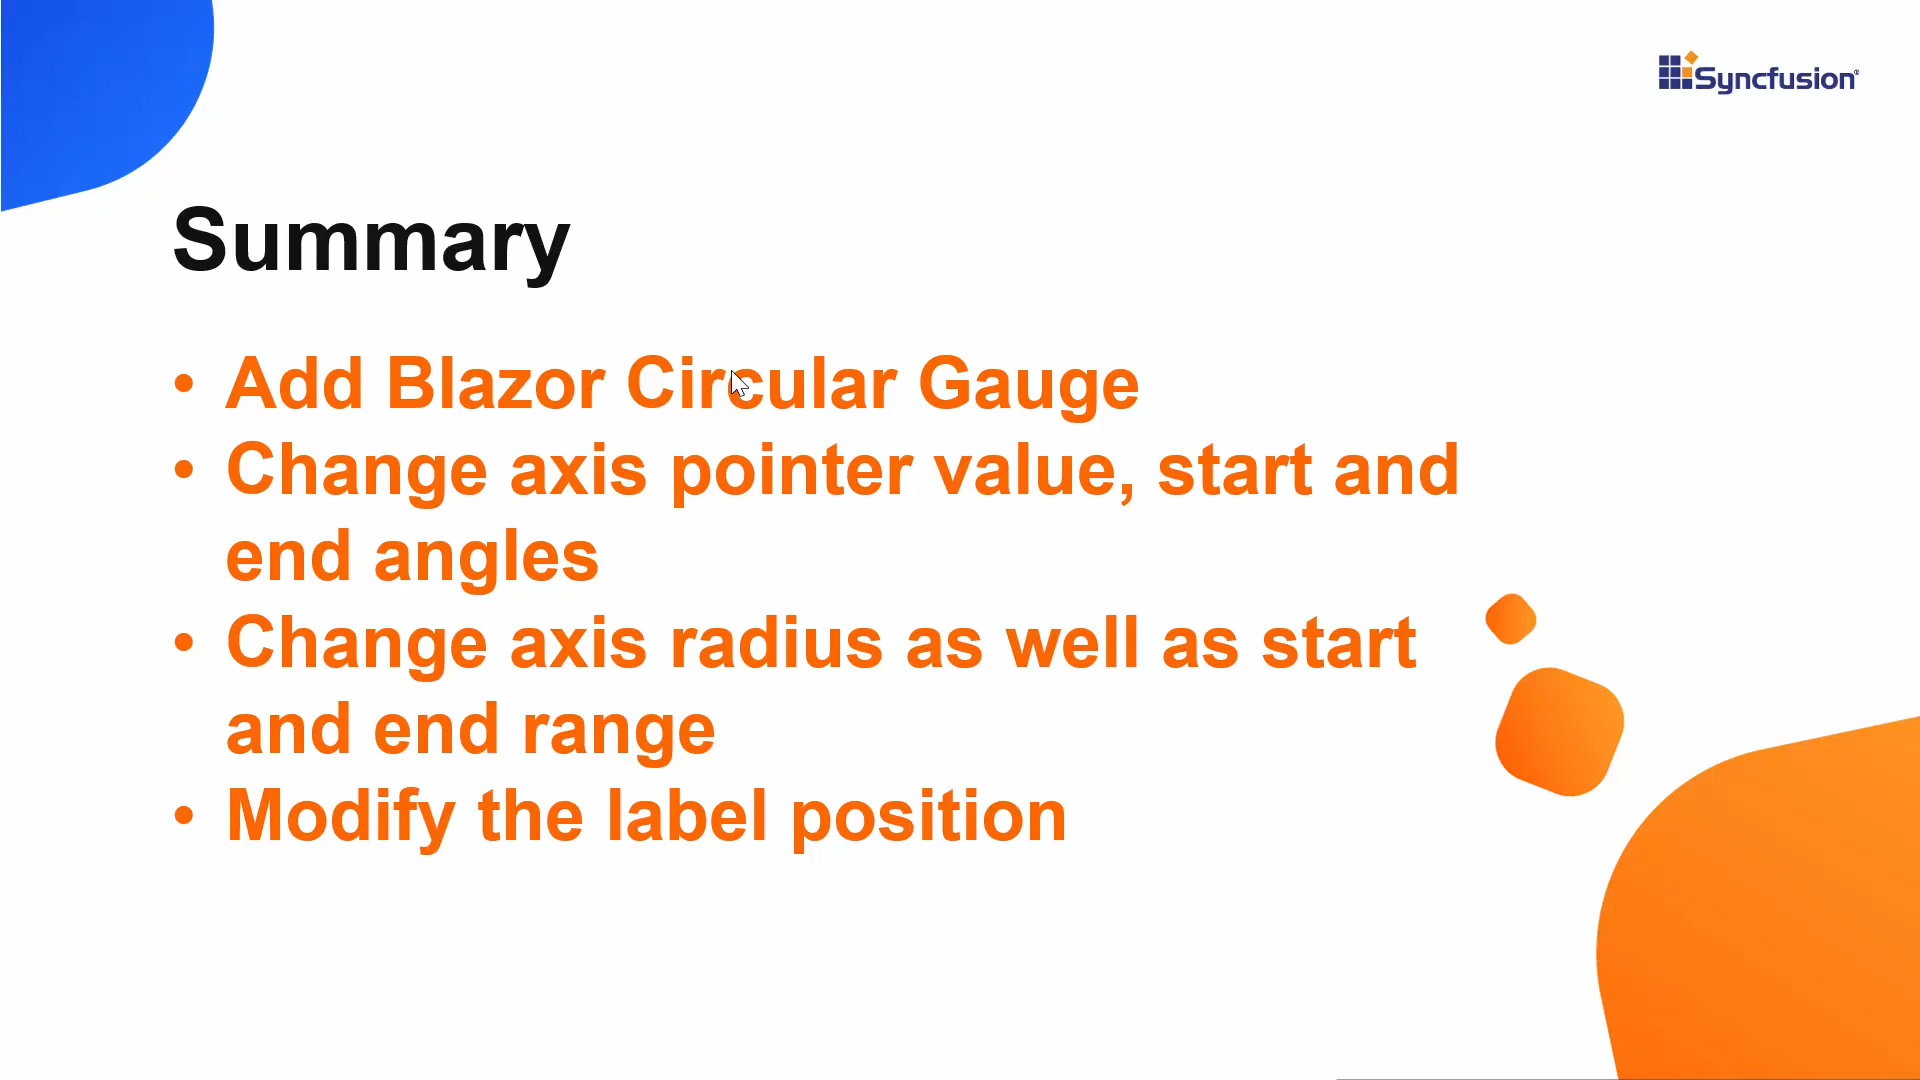 Syncfusion®
Summary
• Add Blazor Circular Gauge
• Change axis pointer value, start and
end angles
• Change axis radius as well as start
and end range
• Modify the label position